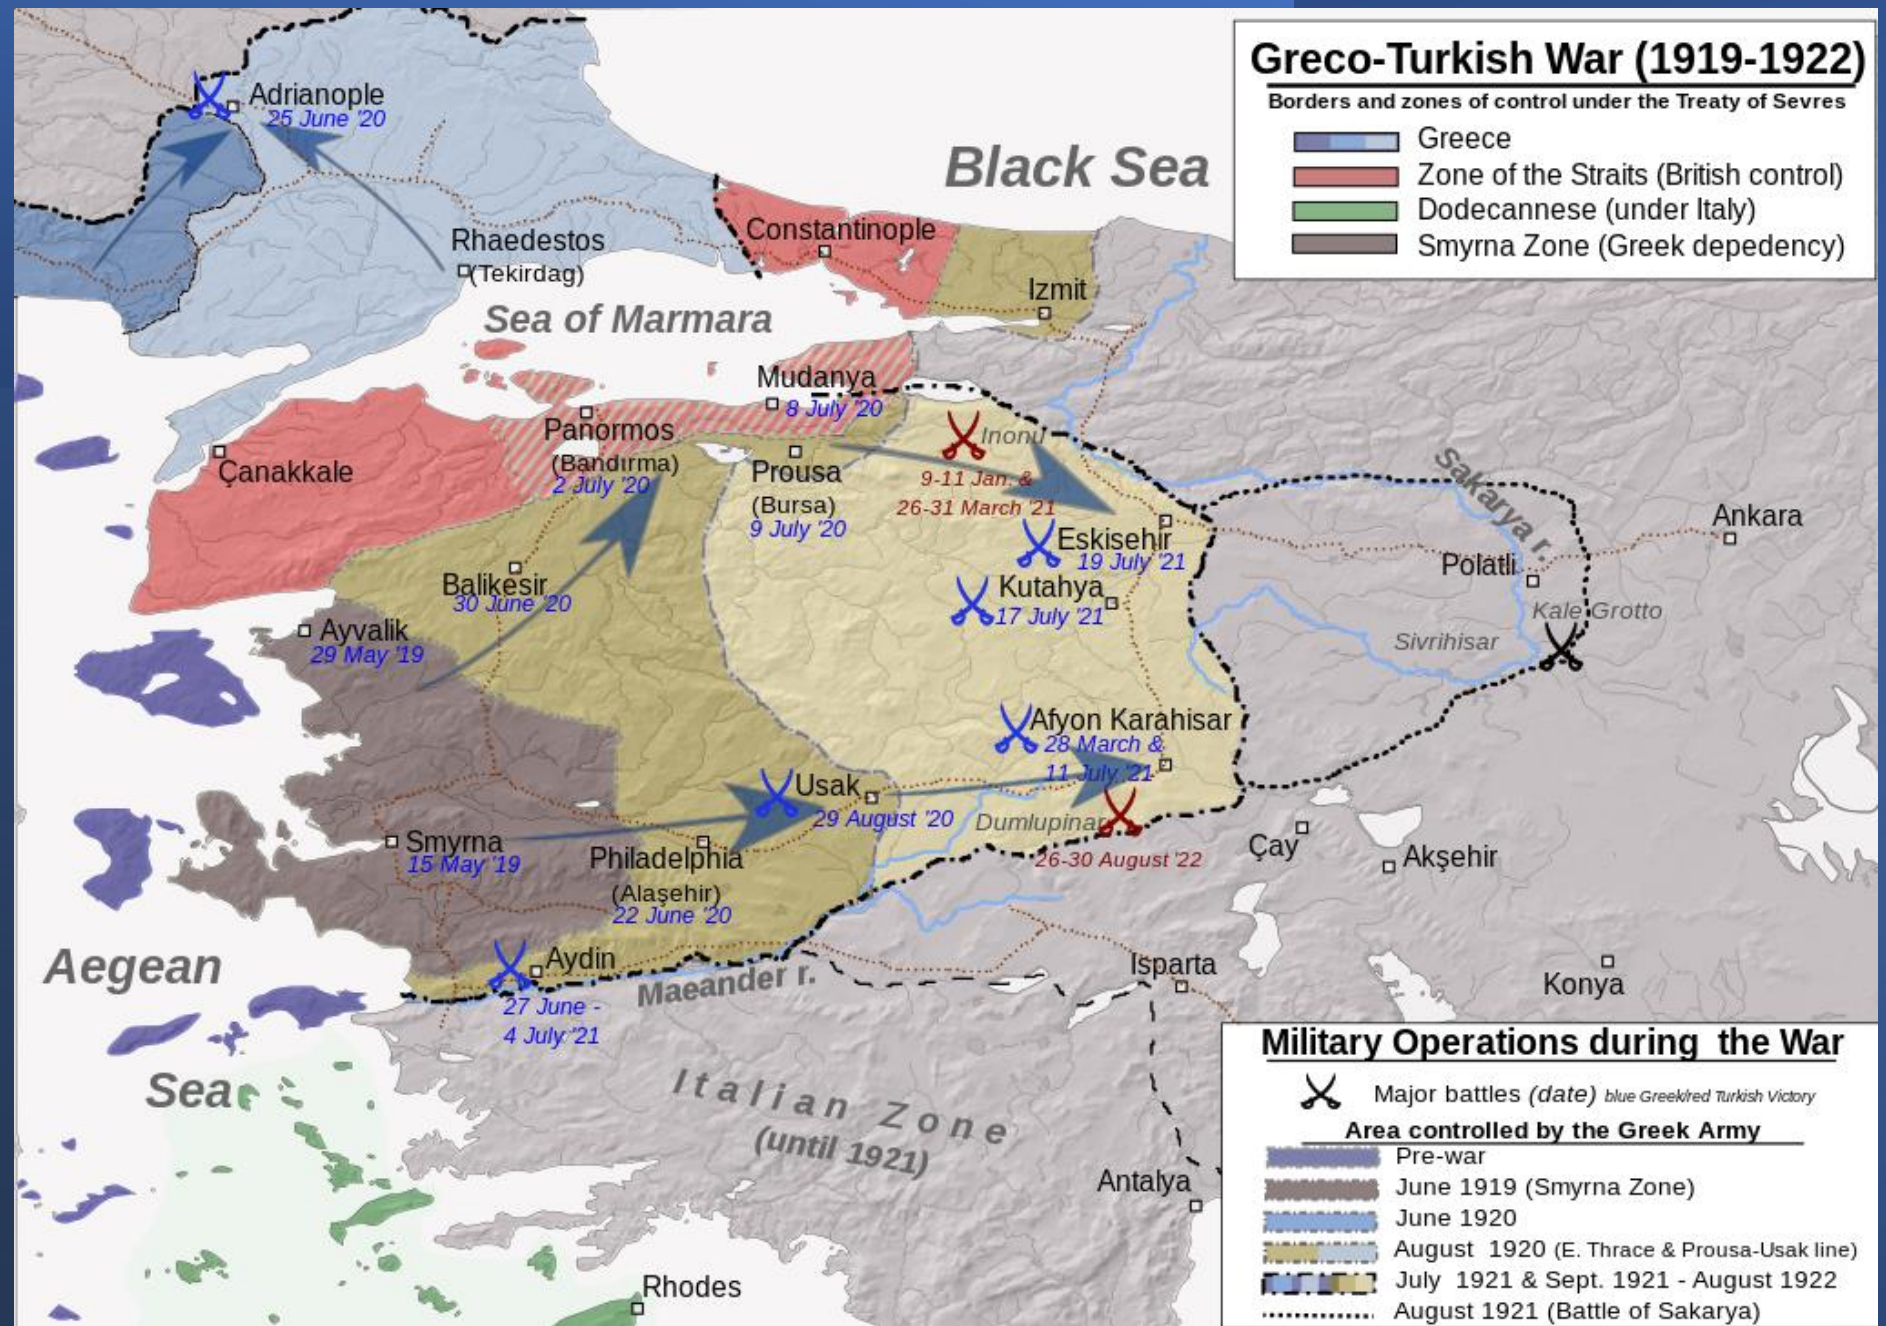 Greco-Turkish War (1919-1922)
Borders and zones of control under the Treaty of Sevres
Greece
Zone of the Straits (British control)
Dodecannese (under Italy)
Smyrna Zone (Greek depedency)
Adrianople
25 June '20
Black Sea
Constantinople
Rhaedestos
(Tekirdag)
Izmit
Sea of Marmara
Mudanya
8 July '20
Panormos
(Bandırma)
2 July '20
Inonu
9-11 Jan. &
26-31 March '21
Çanakkale
Prousa
(Bursa)
9 July '20
Sakarya r.
Ankara
Eskisehir
19 July '21
Polatli
Balikesir
30 June '20
Kutahya
17 July '21
Kale Grotto
Sivrihisar
Ayvalik
29 May '19
Afyon Karahisar
28 March &
11 July '21
Usak
29 August '20
Dumlupinar
26-30 August '22
Smyrna
15 May '19
Philadelphia
(Alaşehir)
22 June '20
Çay
Akşehir
Aegean
Sea
Aydin
27 June -
4 July '21
Maeander r.
Isparta
Konya
Italian Zone
(until 1921)
Antalya
Rhodes
Military Operations during the War
Major battles (date) blue Greek/red Turkish Victory
Area controlled by the Greek Army
Pre-war
June 1919 (Smyrna Zone)
June 1920
August 1920 (E. Thrace & Prousa-Usak line)
July 1921 & Sept. 1921 - August 1922
August 1921 (Battle of Sakarya)